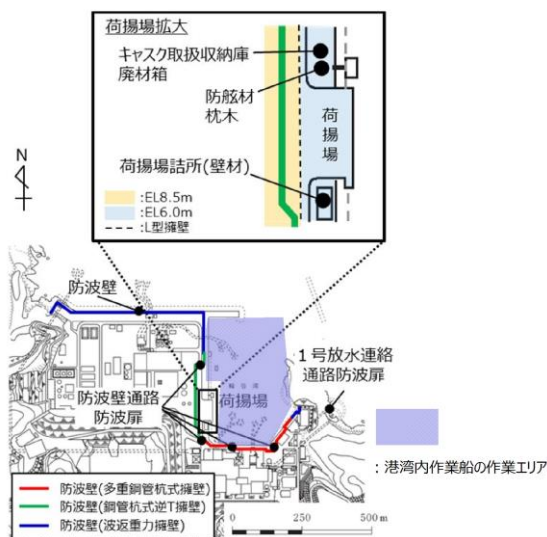 荷揚場拡大
キャスク取扱収納庫
廃材箱
防舷材
枕木
荷揚場
荷揚場詰所(壁材)
:EL8.5m
:EL6.0m
:L型擁壁
N
防波壁
1号放水連絡
通路防波扉
防波壁通路
防波扉
荷揚場
:港湾内作業船の作業エリア
防波壁(多重鋼管杭式擁壁)
防波壁(鋼管杭式逆T擁壁)
防波壁(波返重力擁壁)
0 250 500 m